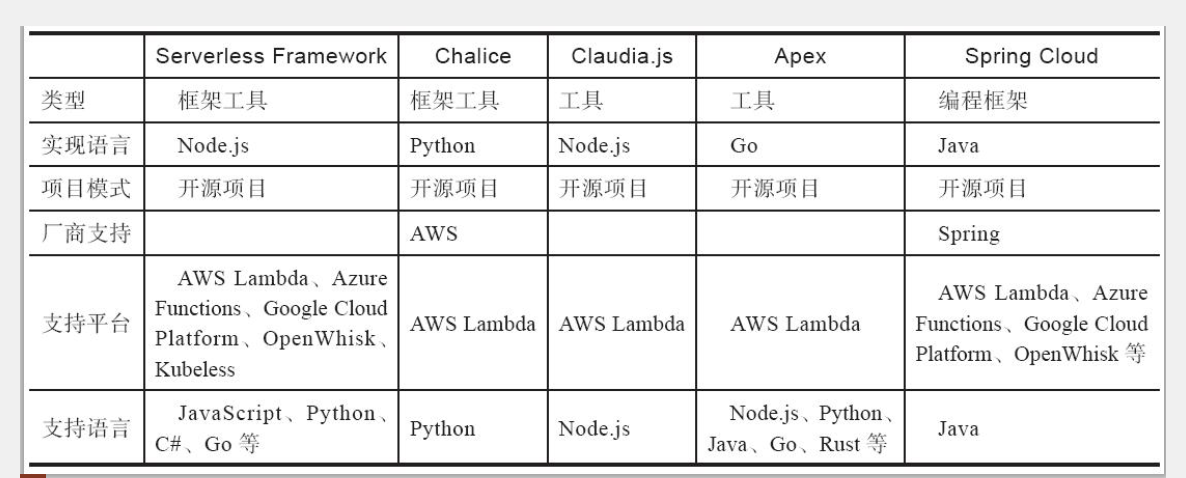 Serverless Framework Chalice Claudia.js Apex Spring Cloud
类型 框架工具 框架工具 工具 工具 编程框架
实现语言 Node.js Python Node.js Go Java
项目模式 开源项目 开源项目 开源项目 开源项目 开源项目
厂商支持 AWS Spring
支持平台
AWS Lambda、Azure
Functions、Google Cloud
Platform、OpenWhisk、
Kubeless
AWS Lambda
AWS Lambda
AWS Lambda
AWS Lambda、Azure
Functions、Google Cloud
Platform、OpenWhisk 等
支持语言
JavaScript、Python、
C#、Go 等
Python
Node.js
Node.js、Python、
Java、Go、Rust 等
Java